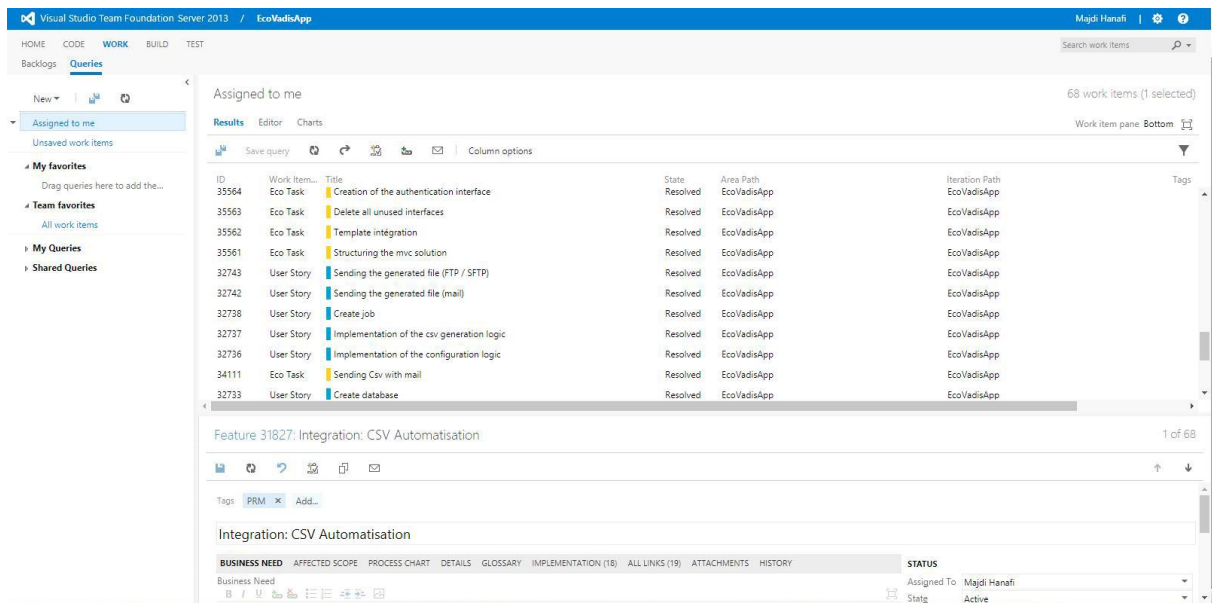 Visual Studio Team Foundation Server 2013 / EcoVadisApp Majdi Hanafi
HOME CODE WORK BUILD TEST Search work items
Backlogs Queries
New Assigned to me 68 work items (1 selected)
Assigned to me Results Editor Charts Work item pane Bottom
Unsaved work items
Save query Column options
My favorites
Drag queries here to add the...
Team favorites
All work items
My Queries
Shared Queries
ID Work Item... Title State Area Path Iteration Path Tags
35564 Eco Task Creation of the authentication interface Resolved EcoVadisApp EcoVadisApp
35563 Eco Task Delete all unused interfaces Resolved EcoVadisApp EcoVadisApp
35562 Eco Task Template intégration Resolved EcoVadisApp EcoVadisApp
35561 Eco Task Structuring the mvc solution Resolved EcoVadisApp EcoVadisApp
32743 User Story Sending the generated file (FTP / SFTP) Resolved EcoVadisApp EcoVadisApp
32742 User Story Sending the generated file (mail) Resolved EcoVadisApp EcoVadisApp
32738 User Story Create job Resolved EcoVadisApp EcoVadisApp
32737 User Story Implementation of the csv generation logic Resolved EcoVadisApp EcoVadisApp
32736 User Story Implementation of the configuration logic Resolved EcoVadisApp EcoVadisApp
34111 Eco Task Sending Csv with mail Resolved EcoVadisApp EcoVadisApp
32733 User Story Create database Resolved EcoVadisApp EcoVadisApp
Feature 31827: Integration: CSV Automatisation 1 of 68
Tags PRM × Add...
Integration: CSV Automatisation
BUSINESS NEED AFFECTED SCOPE PROCESS CHART DETAILS GLOSSARY IMPLEMENTATION (18) ALL LINKS (19) ATTACHMENTS HISTORY STATUS
Business Need Assigned To Majdi Hanafi
B I U State Active